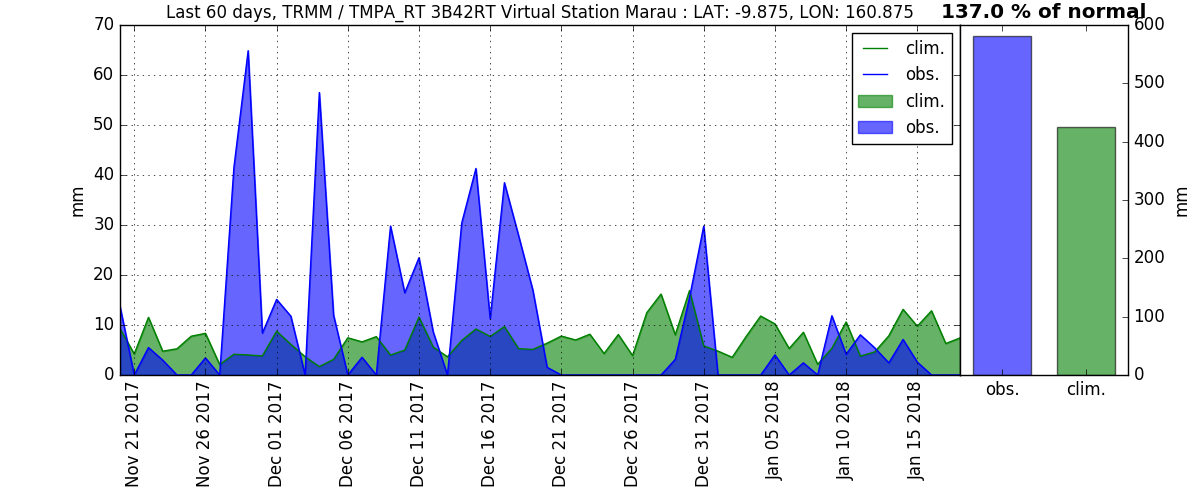 Last 60 days, TRMM / TMPA_RT 3B42RT Virtual Station Marau : LAT: -9.875, LON: 160.875
137.0 % of normal
70
60
50
40
30
20
10
0
mm
clim.
obs.
clim.
obs.
Nov 21 2017
Nov 26 2017
Dec 01 2017
Dec 06 2017
Dec 11 2017
Dec 16 2017
Dec 21 2017
Dec 26 2017
Dec 31 2017
Jan 05 2018
Jan 10 2018
Jan 15 2018
600
500
400
300
200
100
0
mm
obs.
clim.